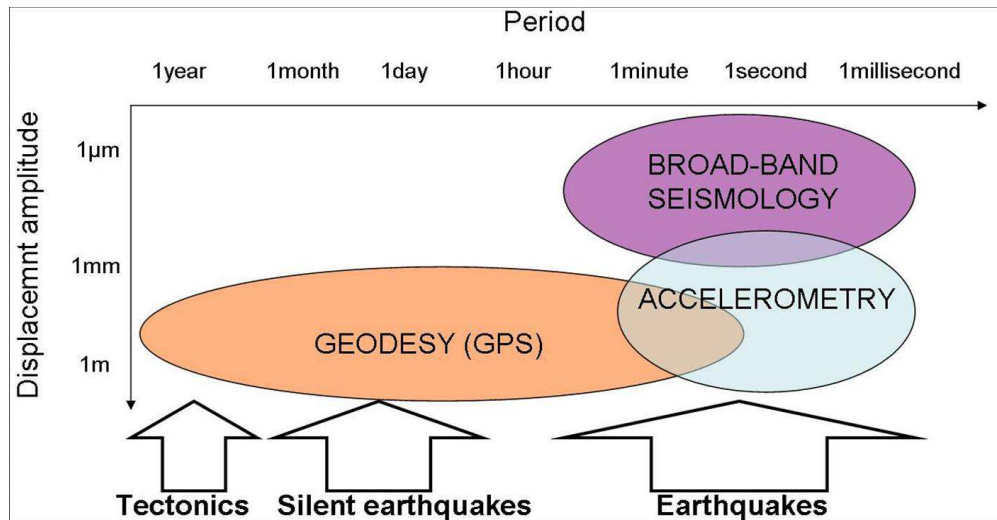 Period
1year 1month 1day 1hour 1minute 1second 1millisecond
Displacemnt amplitude
1µm
1mm
1m
BROAD-BAND
SEISMOLOGY
ACCELEROMETRY
GEODESY (GPS)
Tectonics Silent earthquakes Earthquakes